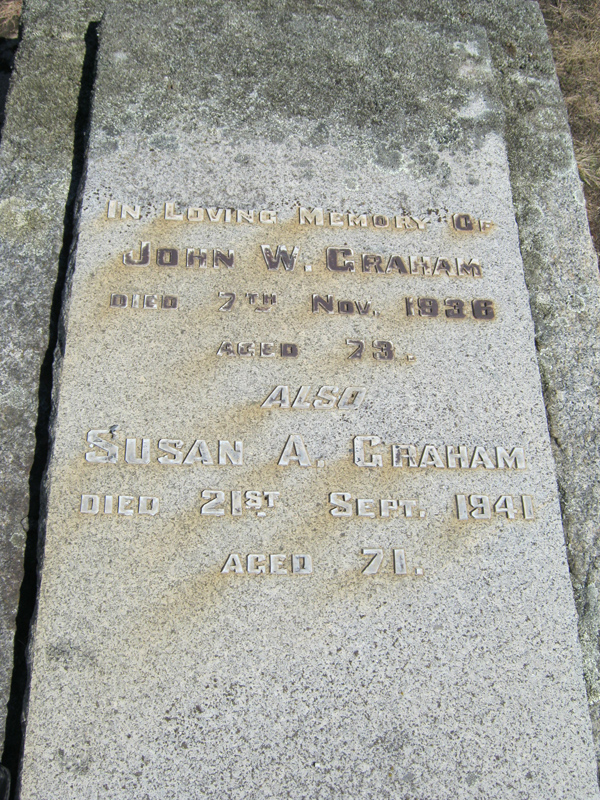 In Loving Memory Of
John W. Graham
died 7th Nov. 1936
aged 73.
Also
Susan A. Graham
died 21st Sept. 1941
aged 71.